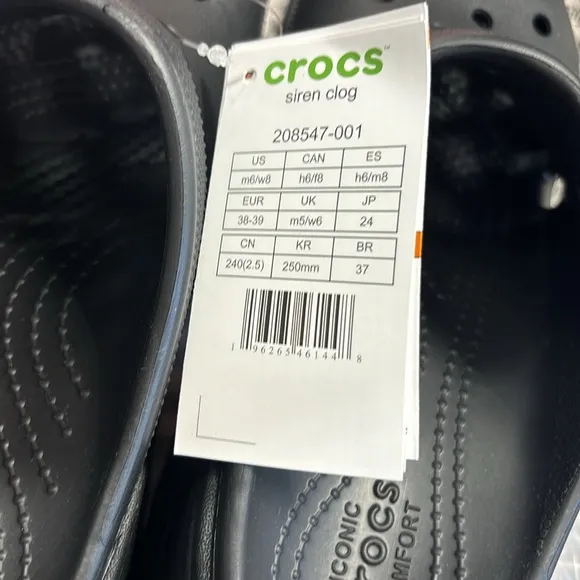 crocs™
siren clog
208547-001
US CAN ES
m6/w8 h6/f8 h6/m8
EUR UK JP
38-39 m5/w6 24
CN KR BR
240(2.5) 250mm 37
1 96265 46144 8
ICONIC
CROCS
COMFORT